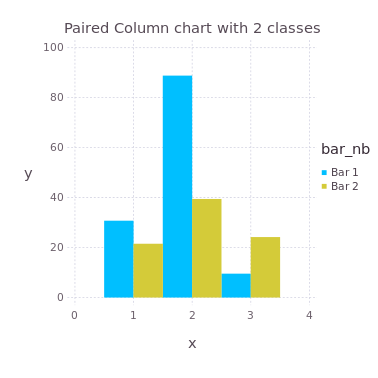 Paired Column chart with 2 classes
100
80
60
40
20
0
y
0 1 2 3 4
x
bar_nb
Bar 1
Bar 2